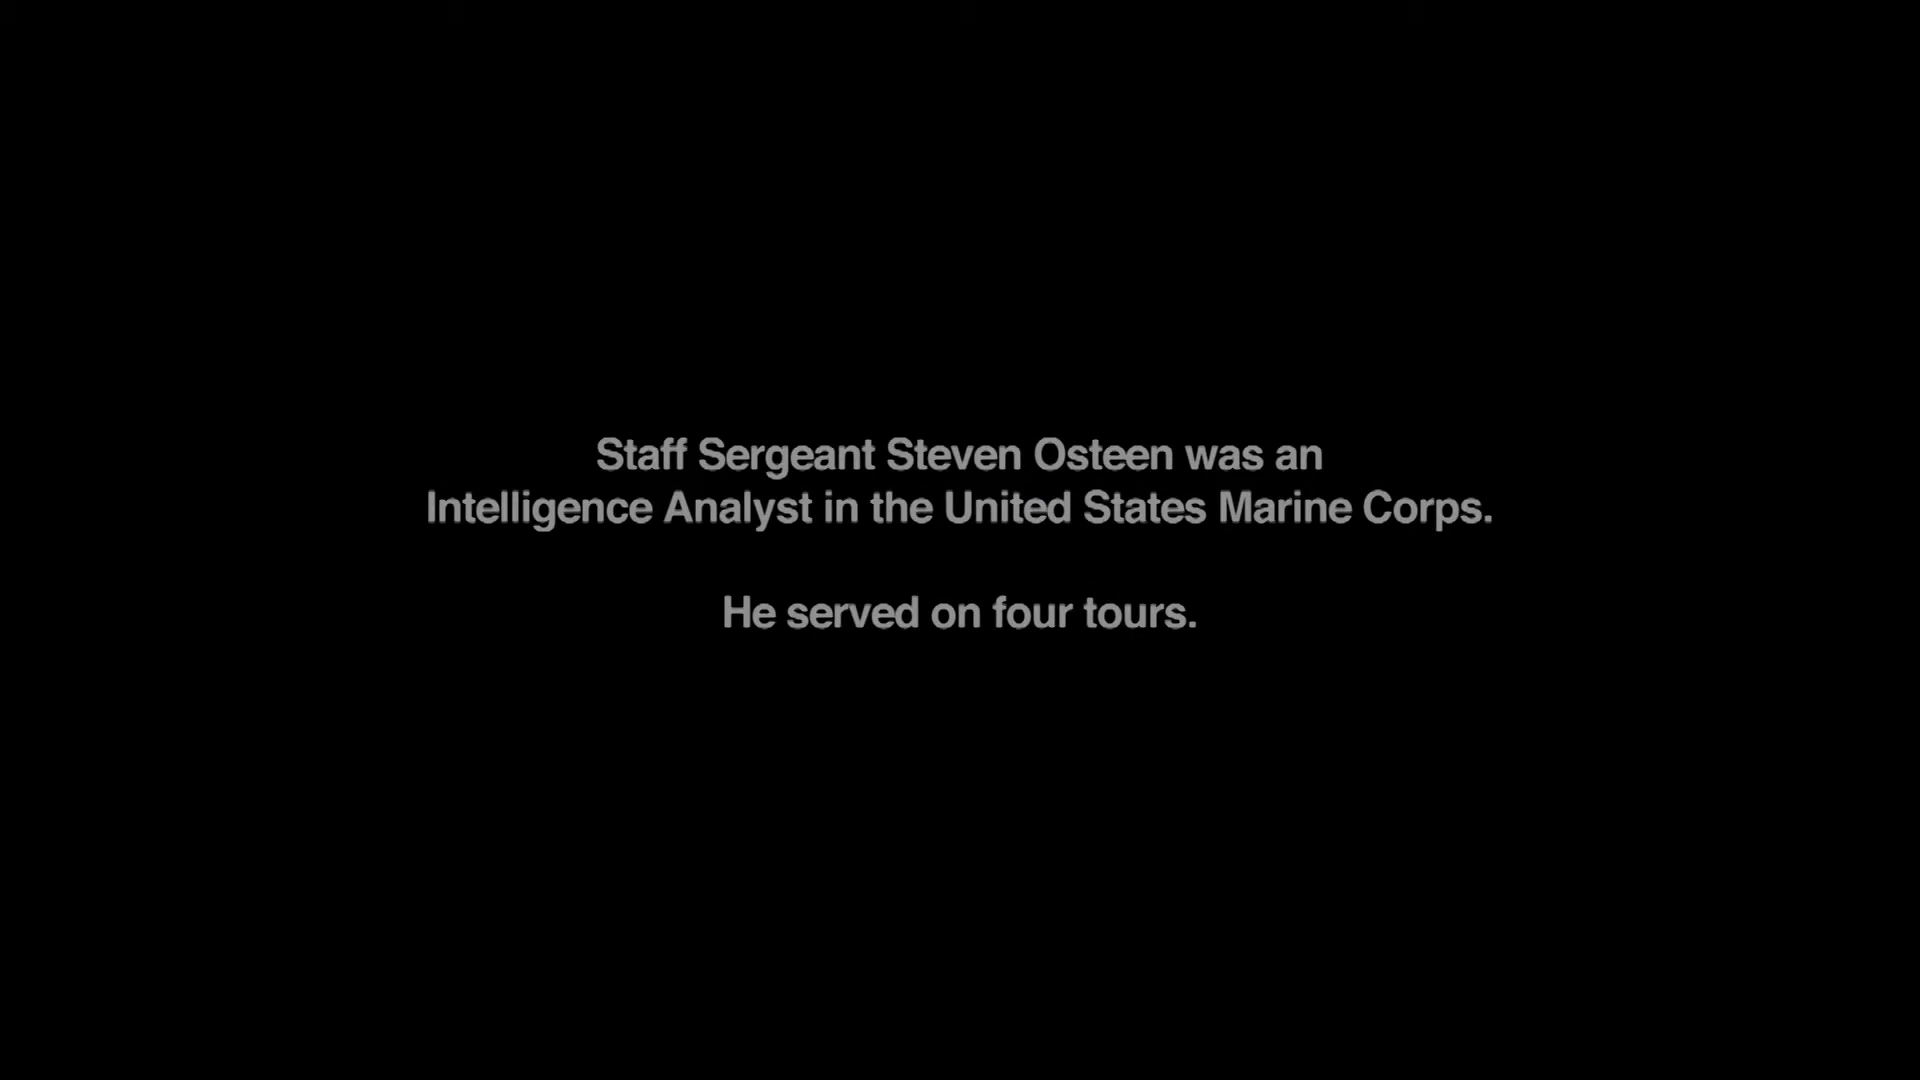 Staff Sergeant Steven Osteen was an
Intelligence Analyst in the United States Marine Corps.
He served on four tours.